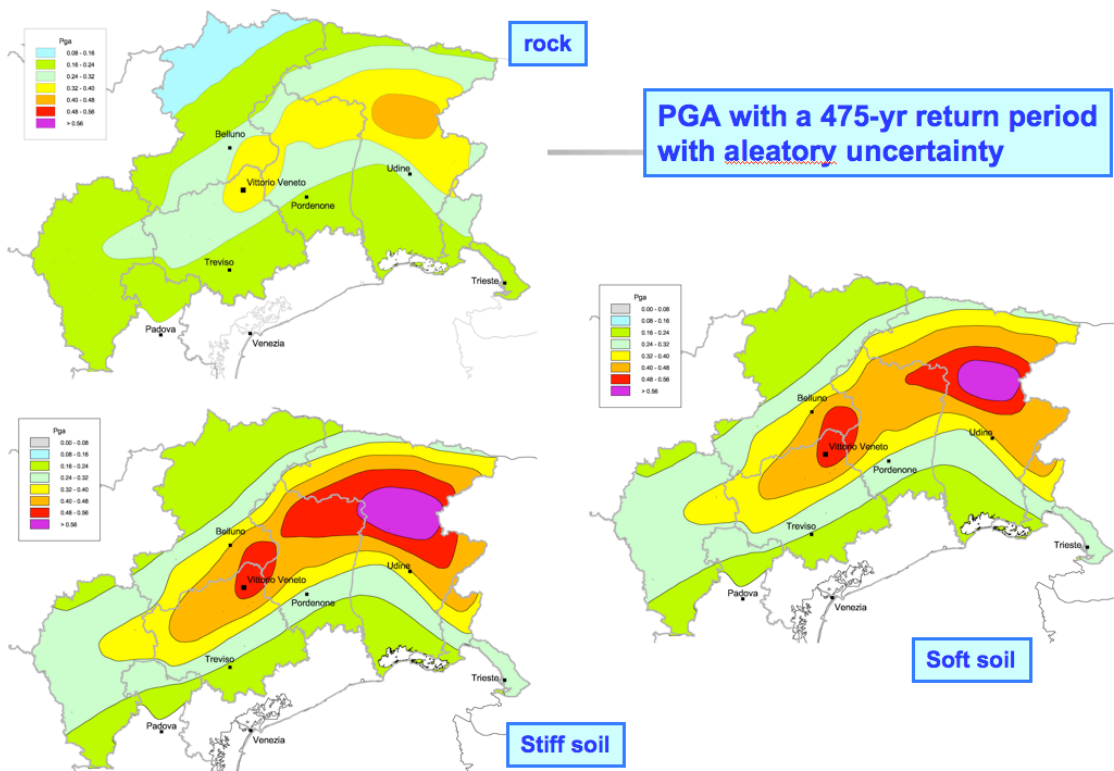 rock
PGA with a 475-yr return period
with aleatory uncertainty
Pga
0.08 - 0.16
0.16 - 0.24
0.24 - 0.32
0.32 - 0.40
0.40 - 0.48
0.48 - 0.56
> 0.56
Belluno
Vittorio Veneto
Udine
Pordenone
Treviso
Trieste
Padova
Venezia
Pga
0.00 - 0.08
0.08 - 0.16
0.16 - 0.24
0.24 - 0.32
0.32 - 0.40
0.40 - 0.48
0.48 - 0.56
> 0.56
Belluno
Udine
Vittorio Veneto
Pordenone
Treviso
Trieste
Padova
Venezia
Soft soil
Pga
0.00 - 0.08
0.08 - 0.16
0.16 - 0.24
0.24 - 0.32
0.32 - 0.40
0.40 - 0.48
0.48 - 0.56
> 0.56
Belluno
Udine
Vittorio Veneto
Pordenone
Treviso
Trieste
Padova
Venezia
Stiff soil